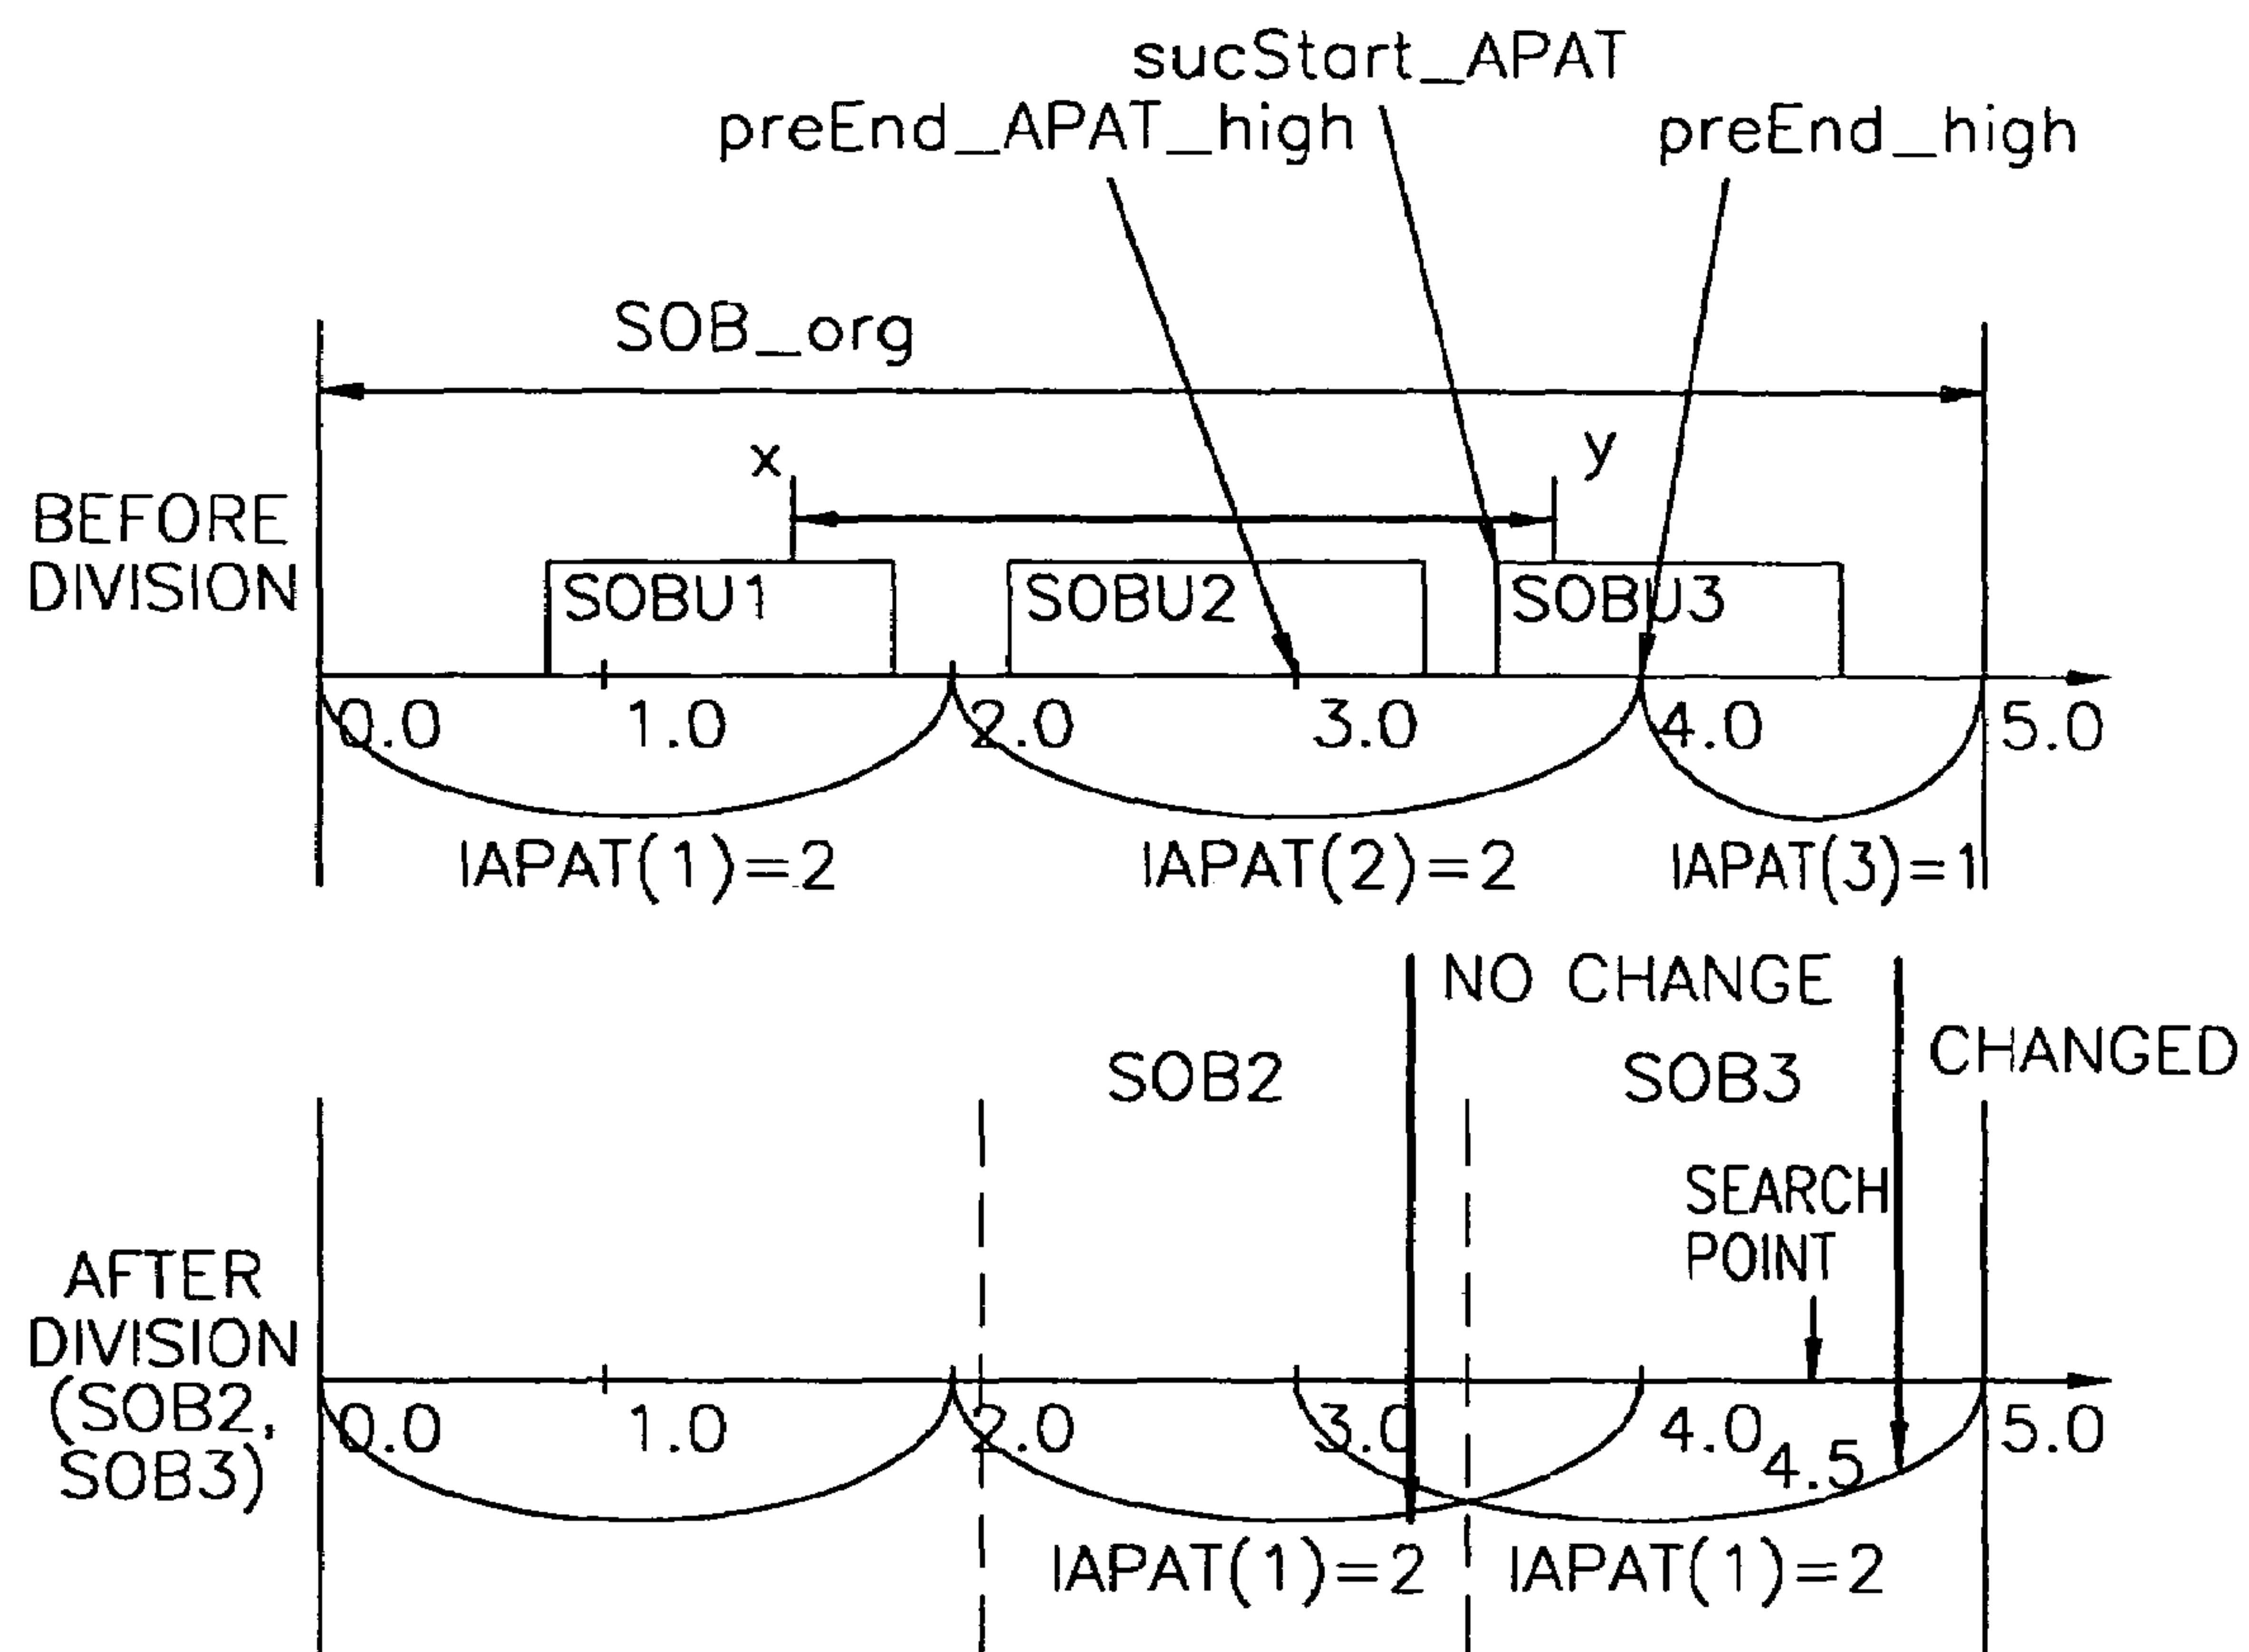 sucStart_APAT
preEnd_APAT_high
preEnd_high
SOB_org
x
y
BEFORE
DIVISION
SOBU1
SOBU2
SOBU3
0.0
1.0
2.0
3.0
4.0
5.0
IAPAT(1)=2
IAPAT(2)=2
IAPAT(3)=1
NO CHANGE
CHANGED
SOB2
SOB3
SEARCH
POINT
AFTER
DIVISION
(SOB2,
SOB3)
0.0
1.0
2.0
3.0
4.0
4.5
5.0
IAPAT(1)=2
IAPAT(1)=2